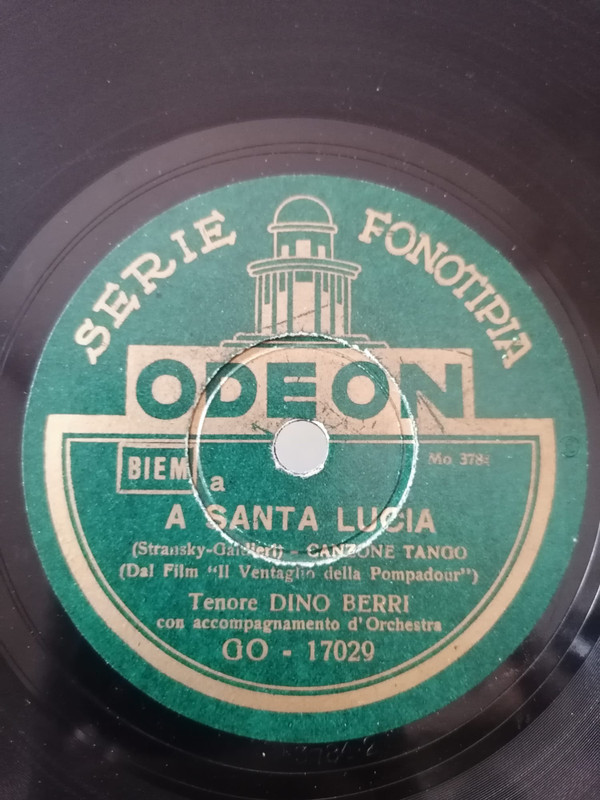 SERIE FONOTIPIA
ODEON
BIEM
a
Mo 378
A SANTA LUCIA
(Stransky-Galdieri) - CANZONE TANGO
(Dal Film "Il Ventaglio della Pompadour")
Tenore DINO BERRI
con accompagnamento d'Orchestra
GO - 17029